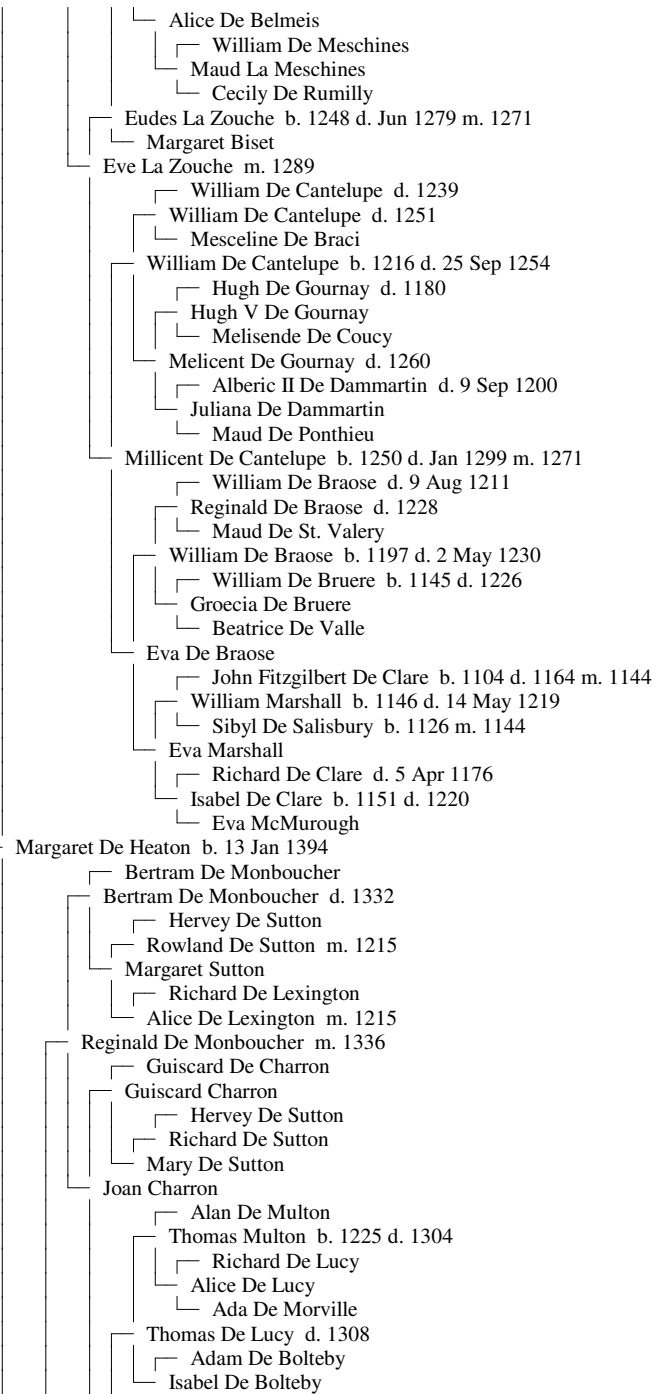 Alice De Belmeis
William De Meschines
Maud La Meschines
Cecily De Rumilly
Eudes La Zouche b. 1248 d. Jun 1279 m. 1271
Margaret Biset
Eve La Zouche m. 1289
William De Cantelupe d. 1239
William De Cantelupe d. 1251
Mesceline De Braci
William De Cantelupe b. 1216 d. 25 Sep 1254
Hugh De Gournay d. 1180
Hugh V De Gournay
Melisende De Coucy
Melicent De Gournay d. 1260
Alberic II De Dammartin d. 9 Sep 1200
Juliana De Dammartin
Maud De Ponthieu
Millicent De Cantelupe b. 1250 d. Jan 1299 m. 1271
William De Braose d. 9 Aug 1211
Reginald De Braose d. 1228
Maud De St. Valery
William De Braose b. 1197 d. 2 May 1230
William De Bruere b. 1145 d. 1226
Groecia De Bruere
Beatrice De Valle
Eva De Braose
John Fitzgilbert De Clare b. 1104 d. 1164 m. 1144
William Marshall b. 1146 d. 14 May 1219
Sibyl De Salisbury b. 1126 m. 1144
Eva Marshall
Richard De Clare d. 5 Apr 1176
Isabel De Clare b. 1151 d. 1220
Eva McMurough
Margaret De Heaton b. 13 Jan 1394
Bertram De Monboucher
Bertram De Monboucher d. 1332
Hervey De Sutton
Rowland De Sutton m. 1215
Margaret Sutton
Richard De Lexington
Alice De Lexington m. 1215
Reginald De Monboucher m. 1336
Guiscard De Charron
Guiscard Charron
Hervey De Sutton
Richard De Sutton
Mary De Sutton
Joan Charron
Alan De Multon
Thomas Multon b. 1225 d. 1304
Richard De Lucy
Alice De Lucy
Ada De Morville
Thomas De Lucy d. 1308
Adam De Bolteby
Isabel De Bolteby